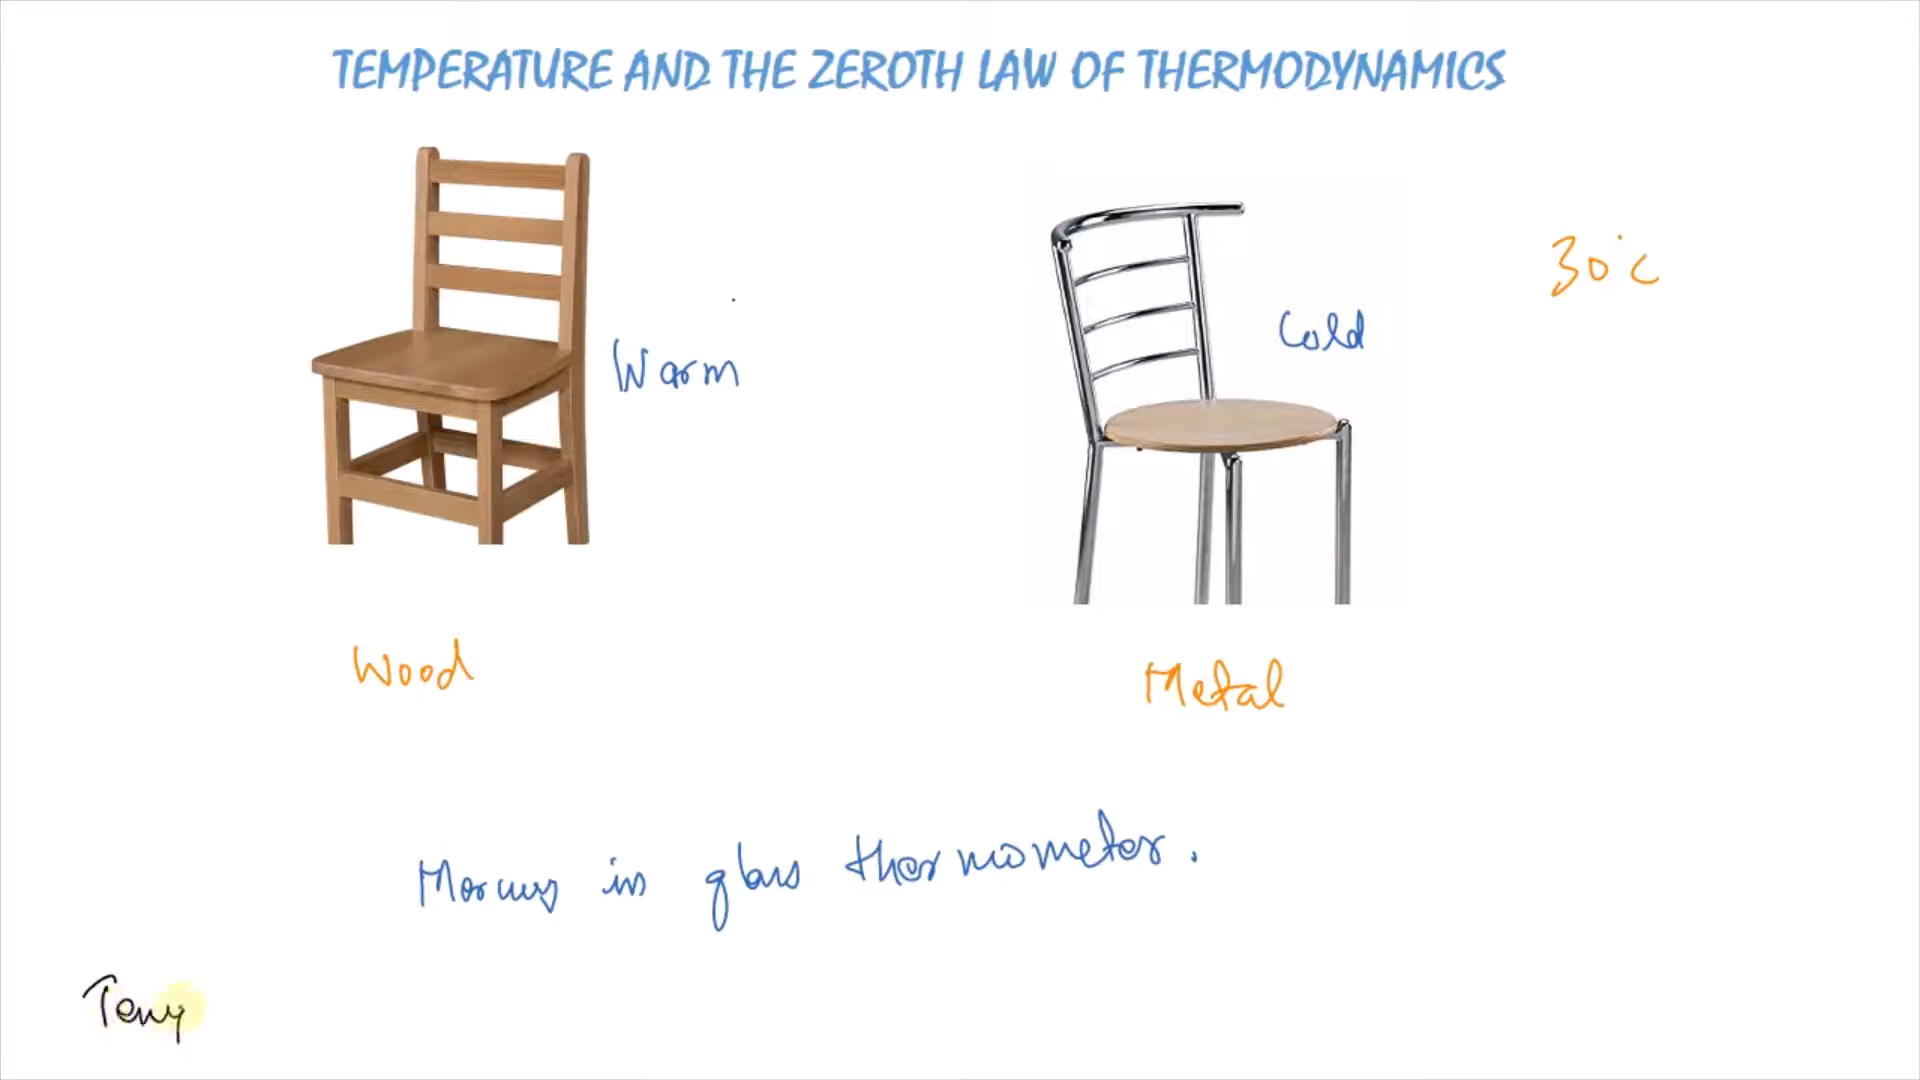 TEMPERATURE AND THE ZEROTH LAW OF THERMODYNAMICS
30°C
Cold
Warm
Wood
Metal
Mercury in glass thermometer.